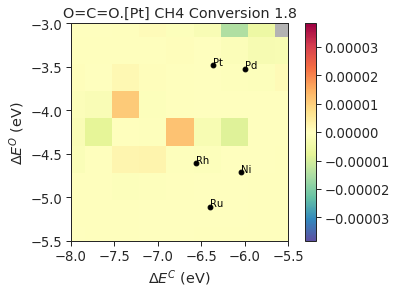 O=C=O.[Pt] CH4 Conversion 1.8
−3.0
−3.5
−4.0
−4.5
−5.0
−5.5
ΔE^O (eV)
Pt
Pd
Rh
Ni
Ru
−8.0 −7.5 −7.0 −6.5 −6.0 −5.5
ΔE^C (eV)
0.00003
0.00002
0.00001
0.00000
−0.00001
−0.00002
−0.00003